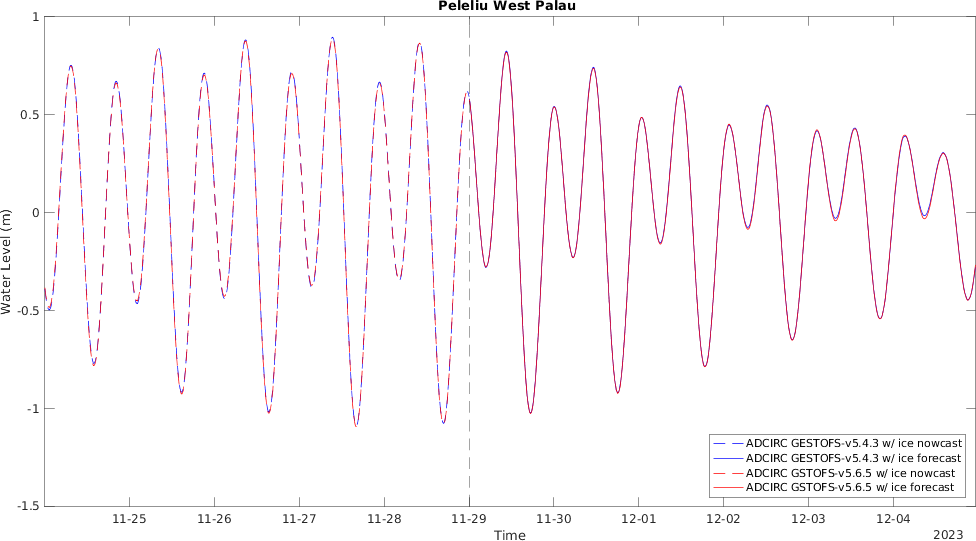 Peleliu West Palau
1
0.5
0
-0.5
-1
-1.5
Water Level (m)
11-25
11-26
11-27
11-28
11-29
11-30
12-01
12-02
12-03
12-04
Time
2023
ADCIRC GESTOFS-v5.4.3 w/ ice nowcast
ADCIRC GESTOFS-v5.4.3 w/ ice forecast
ADCIRC GSTOFS-v5.6.5 w/ ice nowcast
ADCIRC GSTOFS-v5.6.5 w/ ice forecast